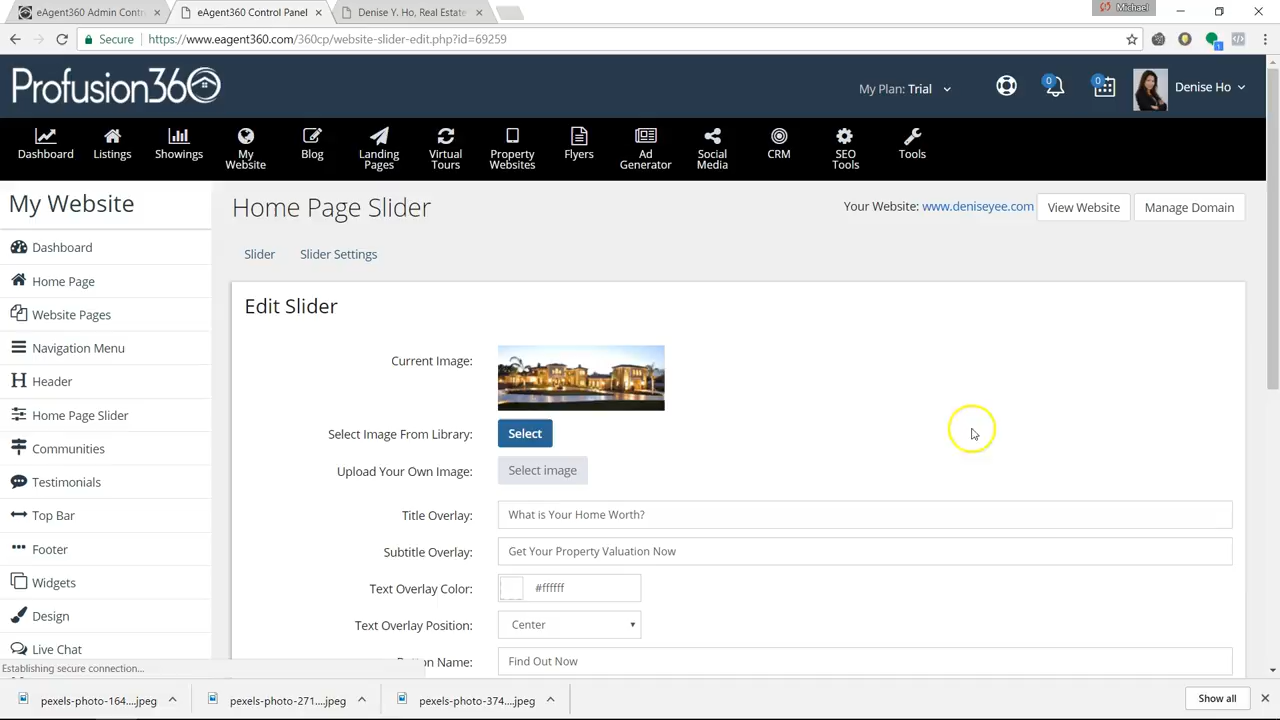 eAgent360 Admin Contr
eAgent360 Control Panel
Denise Y. Ho, Real Estate
Michael
Secure
https://www.eagent360.com/360cp/website-slider-edit.php?id=69259
Profusion360
My Plan: Trial
0
0
Denise Ho
Dashboard
Listings
Showings
My Website
Blog
Landing Pages
Virtual Tours
Property Websites
Flyers
Ad Generator
Social Media
CRM
SEO Tools
Tools
My Website
Home Page Slider
Your Website: www.deniseyee.com
View Website
Manage Domain
Dashboard
Home Page
Website Pages
Navigation Menu
H Header
Home Page Slider
Communities
Testimonials
Top Bar
Footer
Widgets
Design
Live Chat
Slider
Slider Settings
Edit Slider
Current Image:
Select Image From Library: Select
Upload Your Own Image: Select image
Title Overlay: What is Your Home Worth?
Subtitle Overlay: Get Your Property Valuation Now
Text Overlay Color: #ffffff
Text Overlay Position: Center
Button Name: Find Out Now
Establishing secure connection...
pexels-photo-164....jpeg
pexels-photo-271....jpeg
pexels-photo-374....jpeg
Show all